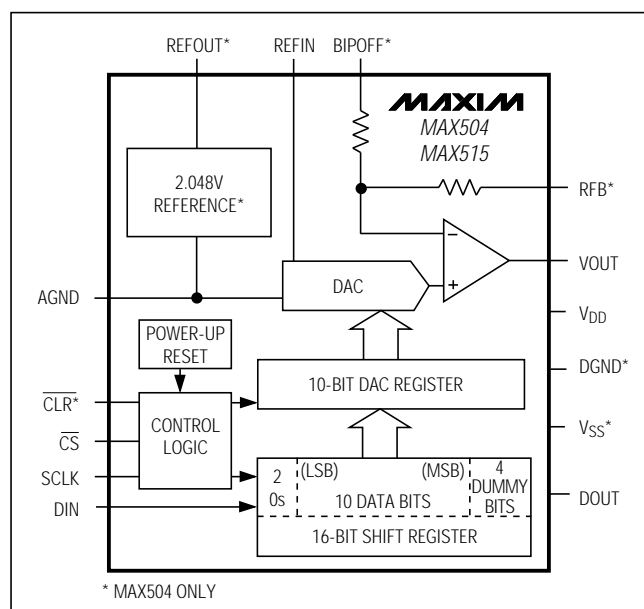 REFOUT* REFIN BIPOFF*
MAXIM
MAX504
MAX515
2.048V
REFERENCE*
RFB*
VOUT
DAC
AGND
VDD
POWER-UP
RESET
DGND*
10-BIT DAC REGISTER
CLR*
CONTROL
LOGIC
CS
VSS*
SCLK
2
0s
(LSB) (MSB)
10 DATA BITS
4
DUMMY
BITS
DOUT
DIN
16-BIT SHIFT REGISTER
* MAX504 ONLY